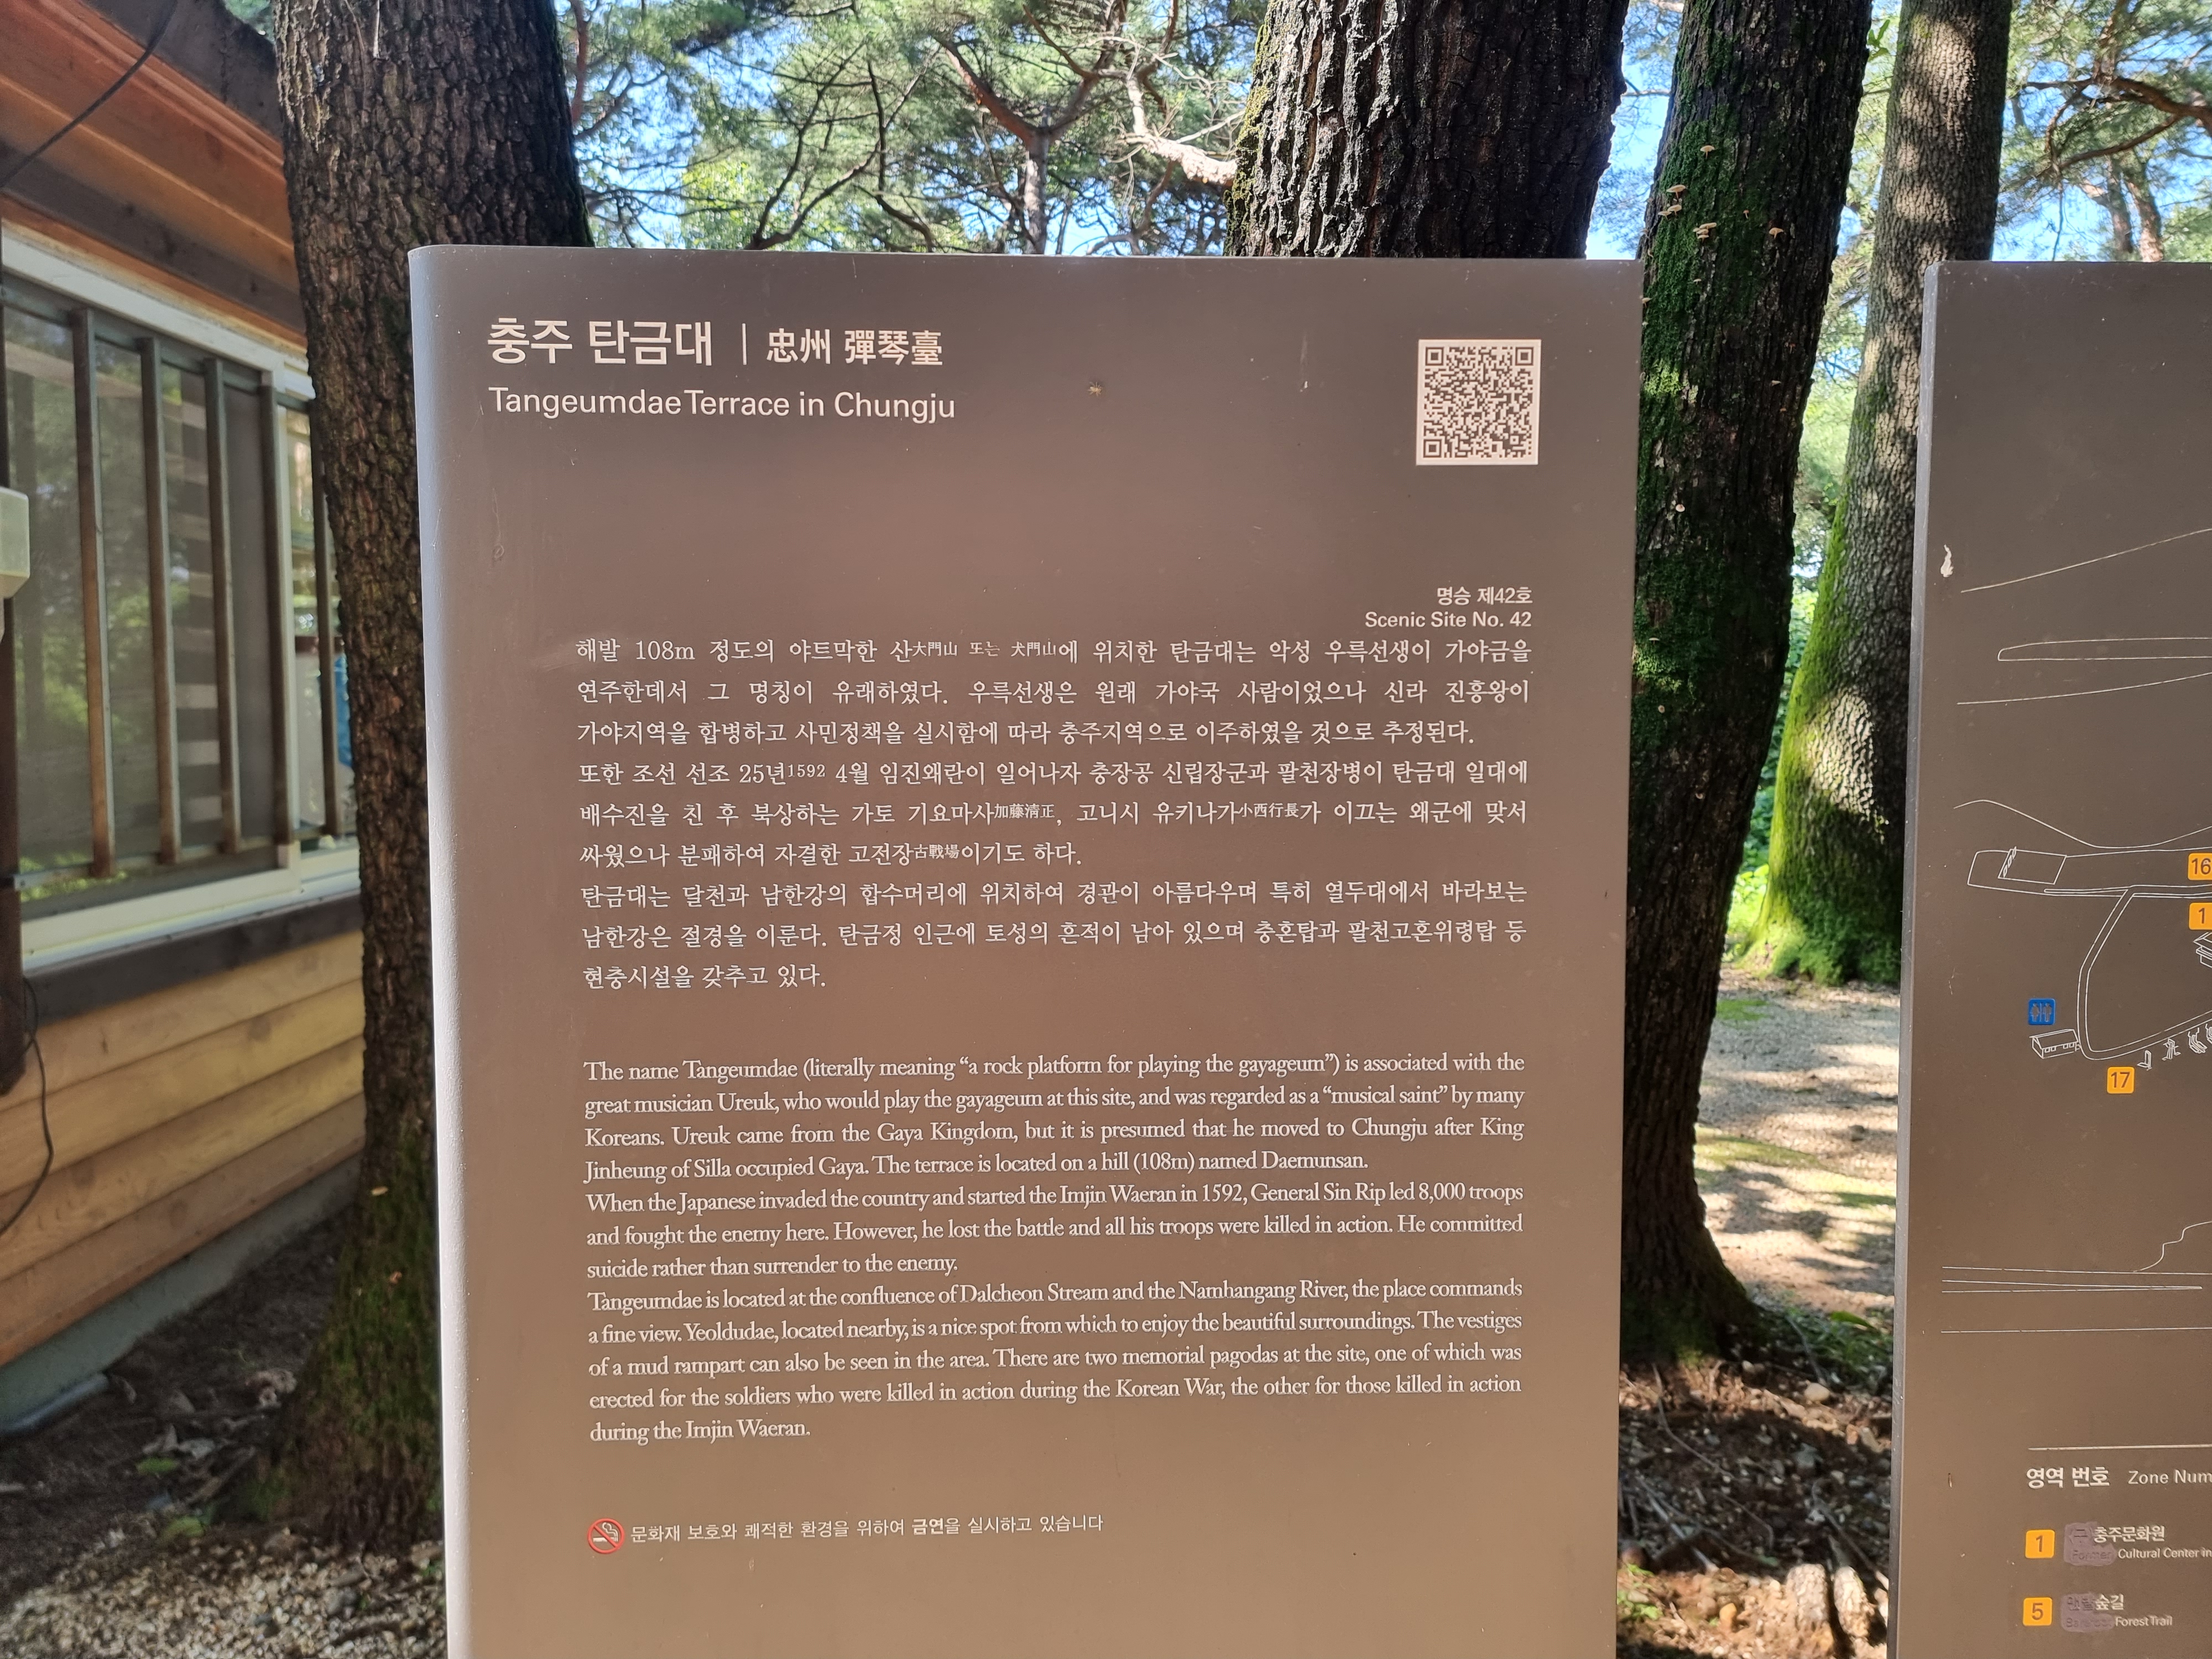 충주 탄금대 | 忠州 彈琴臺
Tangeumdae Terrace in Chungju
명승 제42호
Scenic Site No. 42
해발 108m 정도의 야트막한 산大門山 또는 犬門山에 위치한 탄금대는 악성 우륵선생이 가야금을
연주한데서 그 명칭이 유래하였다. 우륵선생은 원래 가야국 사람이었으나 신라 진흥왕이
가야지역을 합병하고 사민정책을 실시함에 따라 충주지역으로 이주하였을 것으로 추정된다.
또한 조선 선조 25년1592 4월 임진왜란이 일어나자 충장공 신립장군과 팔천장병이 탄금대 일대에
배수진을 친 후 북상하는 가토 기요마사加藤清正, 고니시 유키나가小西行長가 이끄는 왜군에 맞서
싸웠으나 분패하여 자결한 고전장古戰場이기도 하다.
탄금대는 달천과 남한강의 합수머리에 위치하여 경관이 아름다우며 특히 열두대에서 바라보는
남한강은 절경을 이룬다. 탄금정 인근에 토성의 흔적이 남아 있으며 충혼탑과 팔천고혼위령탑 등
현충시설을 갖추고 있다.
The name Tangeumdae (literally meaning “a rock platform for playing the gayageum”) is associated with the
great musician Ureuk, who would play the gayageum at this site, and was regarded as a “musical saint” by many
Koreans. Ureuk came from the Gaya Kingdom, but it is presumed that he moved to Chungju after King
Jinheung of Silla occupied Gaya. The terrace is located on a hill (108m) named Daemunsan.
When the Japanese invaded the country and started the Imjin Waeran in 1592, General Sin Rip led 8,000 troops
and fought the enemy here. However, he lost the battle and all his troops were killed in action. He committed
suicide rather than surrender to the enemy.
Tangeumdae is located at the confluence of Dalcheon Stream and the Namhangang River, the place commands
a fine view. Yeoldudae, located nearby, is a nice spot from which to enjoy the beautiful surroundings. The vestiges
of a mud rampart can also be seen in the area. There are two memorial pagodas at the site, one of which was
erected for the soldiers who were killed in action during the Korean War, the other for those killed in action
during the Imjin Waeran.
문화재 보호와 쾌적한 환경을 위하여 금연을 실시하고 있습니다
16
1
17
영역 번호 Zone Num
1 충주문화원
Cultural Center in
5 숲길
Forest Trail